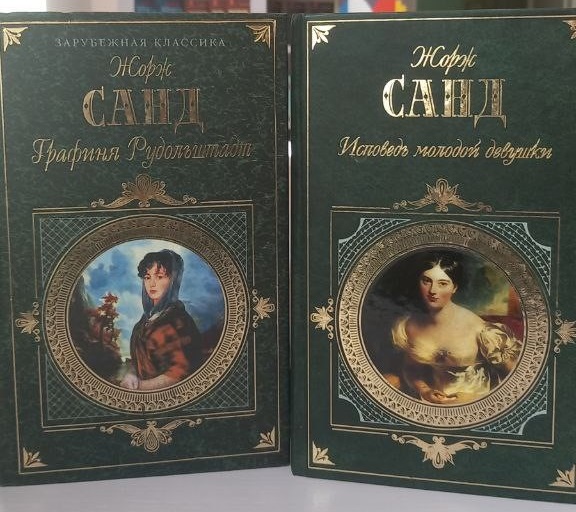 ЗАРУБЕЖНАЯ КЛАССИКА
Жорж
САНД
Графиня Рудольштадт
Жорж
САНД
Исповедь молодой девушки